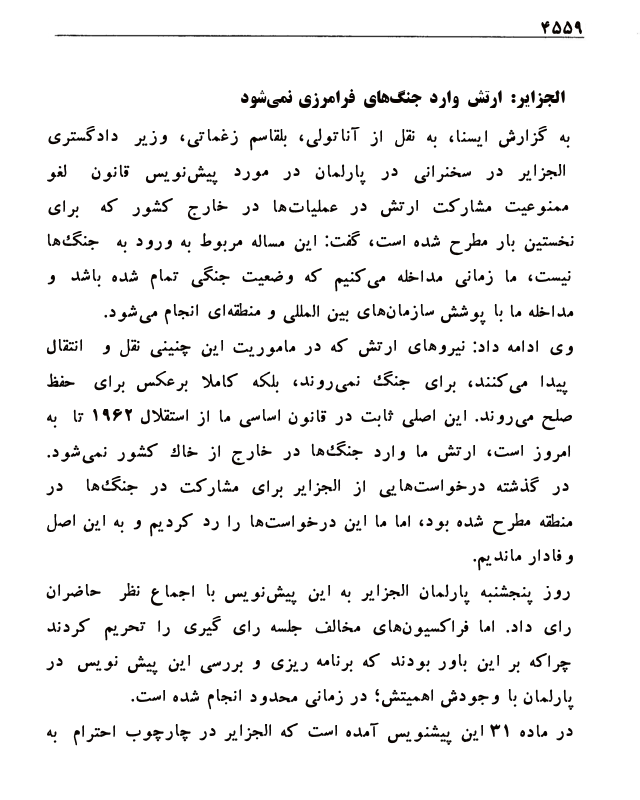 ۴۵۵۹
الجزایر: ارتش وارد جنگ‌های فرامرزی نمی‌شود
به گزارش ایسنا، به نقل از آناتولی، بلقاسم زغماتی، وزیر دادگستری
الجزایر در سخنرانی در پارلمان در مورد پیش‌نویس قانون لغو
ممنوعیت مشارکت ارتش در عملیات‌ها در خارج کشور که برای
نخستین بار مطرح شده است، گفت: این مساله مربوط به ورود به جنگ‌ها
نیست، ما زمانی مداخله می‌کنیم که وضعیت جنگی تمام شده باشد و
مداخله ما با پوشش سازمان‌های بین المللی و منطقه‌ای انجام می‌شود.
وی ادامه داد: نیروهای ارتش که در ماموریت این چنینی نقل و انتقال
پیدا می‌کنند، برای جنگ نمی‌روند، بلکه کاملا برعکس برای حفظ
صلح می‌روند. این اصلی ثابت در قانون اساسی ما از استقلال ۱۹۶۲ تا به
امروز است، ارتش ما وارد جنگ‌ها در خارج از خاک کشور نمی‌شود.
در گذشته درخواست‌هایی از الجزایر برای مشارکت در جنگ‌ها در
منطقه مطرح شده بود، اما ما این درخواست‌ها را رد کردیم و به این اصل
وفادار ماندیم.
روز پنجشنبه پارلمان الجزایر به این پیش‌نویس با اجماع نظر حاضران
رای داد. اما فراکسیون‌های مخالف جلسه رای گیری را تحریم کردند
چراکه بر این باور بودند که برنامه ریزی و بررسی این پیش نویس در
پارلمان با وجودش اهمیتش؛ در زمانی محدود انجام شده است.
در ماده ۳۱ این پیشنویس آمده است که الجزایر در چارچوب احترام به